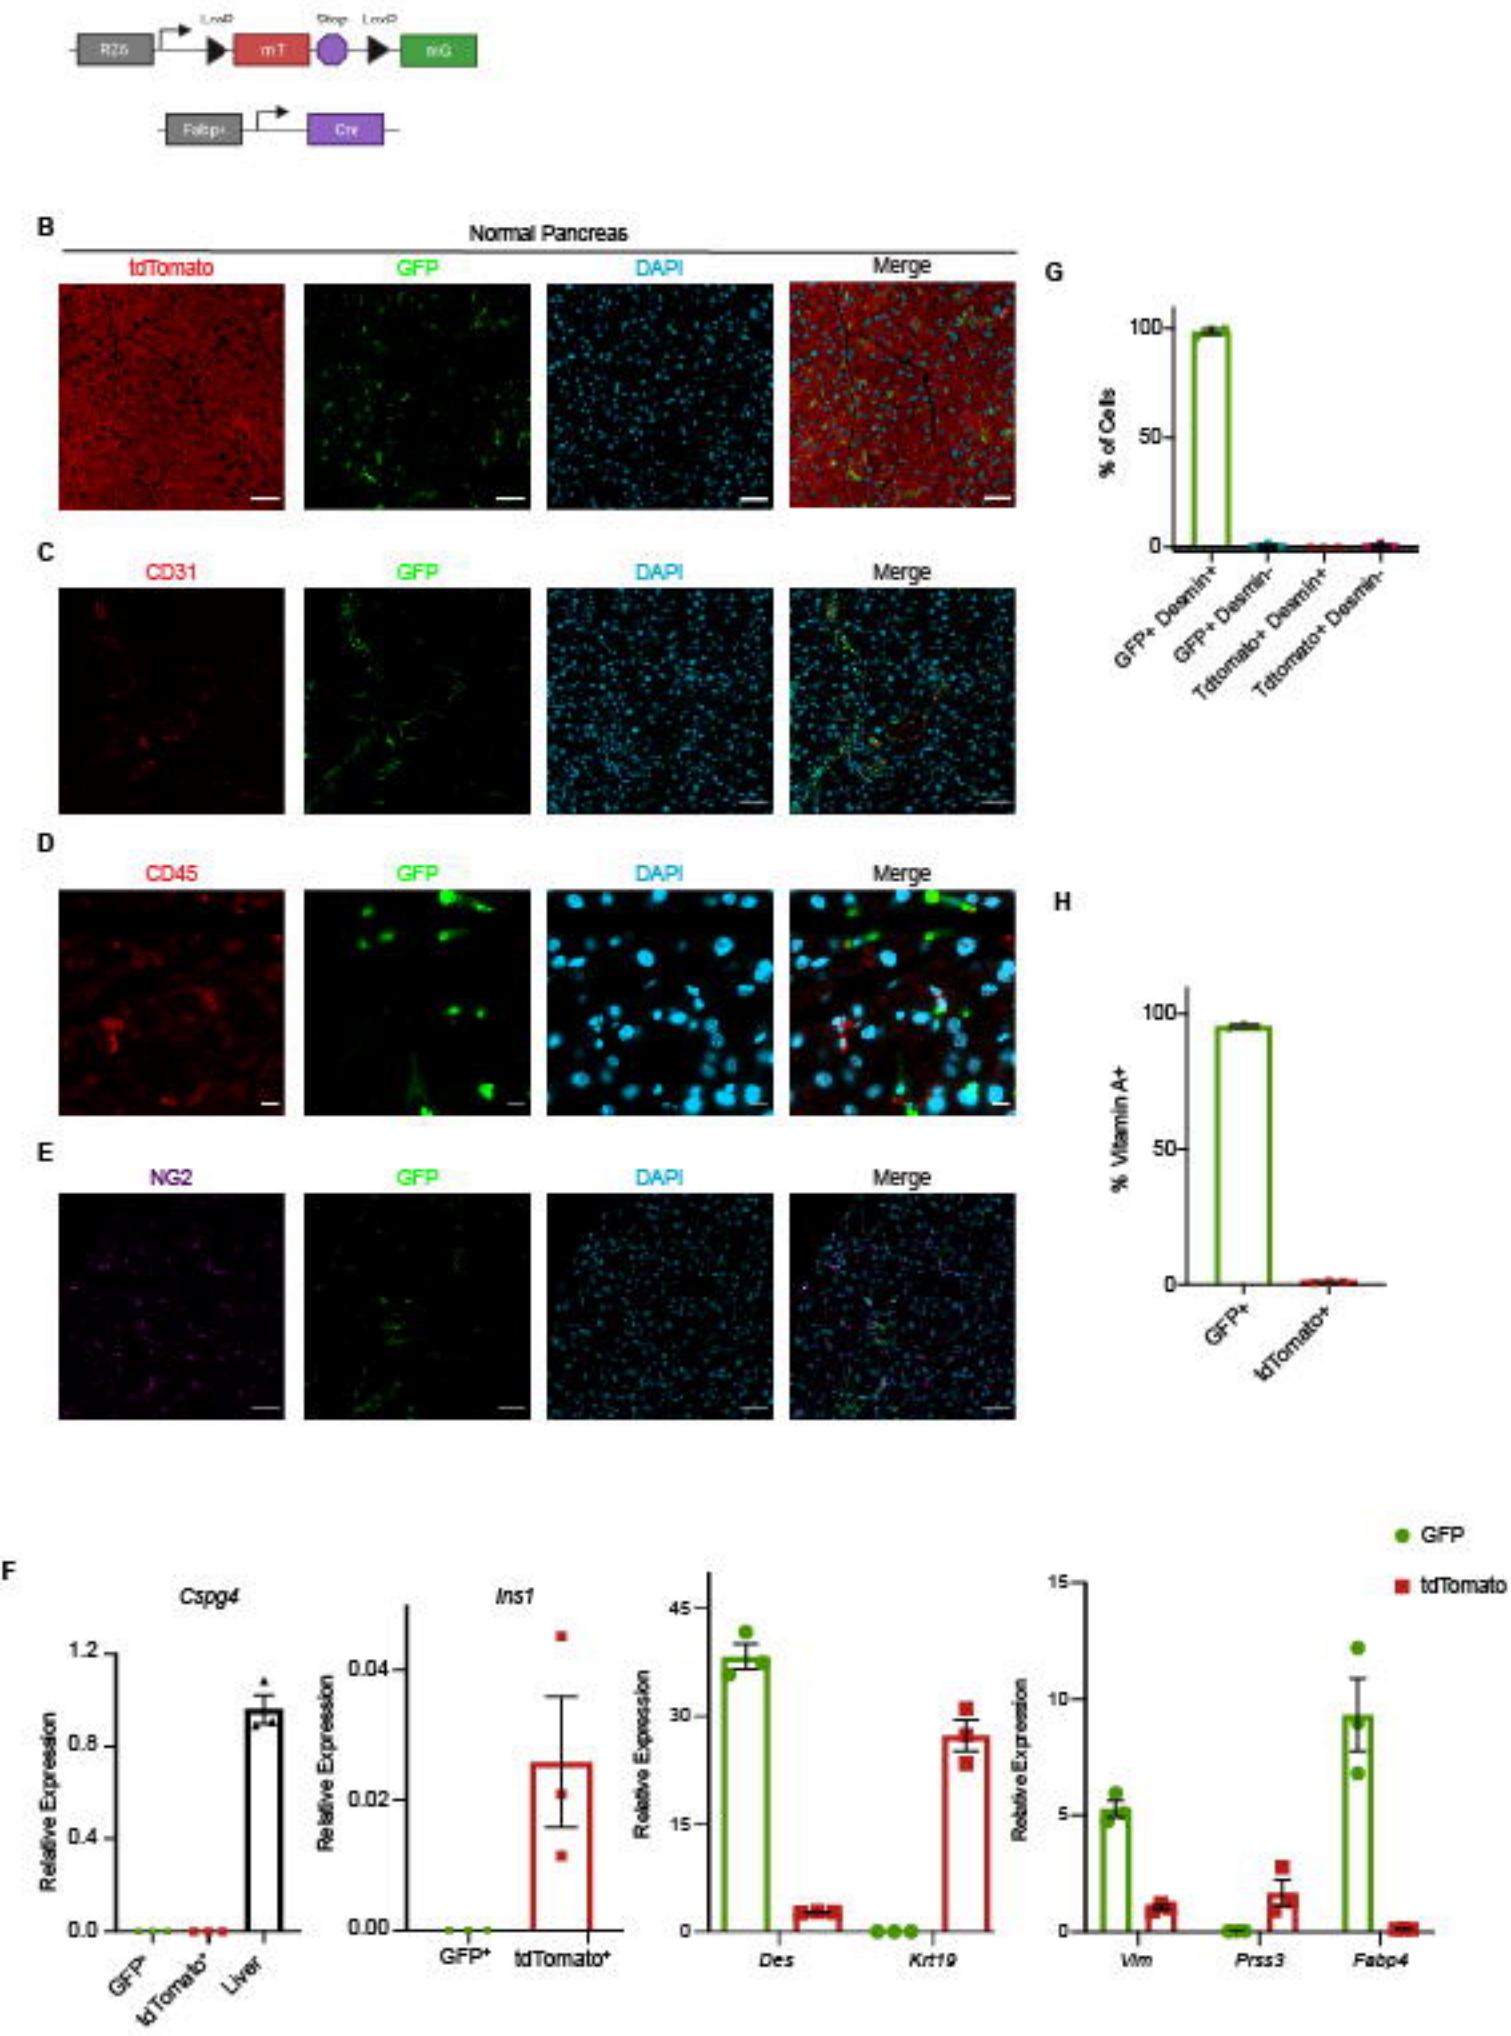 LoxP Stop LoxP
R26 mT mG
Fabp4 Cre
B
Normal Pancreas
tdTomato GFP DAPI Merge
C
CD31 GFP DAPI Merge
D
CD45 GFP DAPI Merge
E
NG2 GFP DAPI Merge
G
100
50
0
% of Cells
GFP+ Desmin+
GFP+ Desmin-
Tdtomato+ Desmin+
Tdtomato+ Desmin-
H
100
50
0
% Vitamin A+
GFP+
tdTomato+
F
Cspg4
1.2
0.8
0.4
0.0
Relative Expression
GFP+
tdTomato+
Liver
Ins1
0.04
0.02
0.00
Relative Expression
GFP+ tdTomato+
45
30
15
0
Relative Expression
Des Krt19
GFP
tdTomato
15
10
5
0
Relative Expression
Vim Prss3 Fabp4